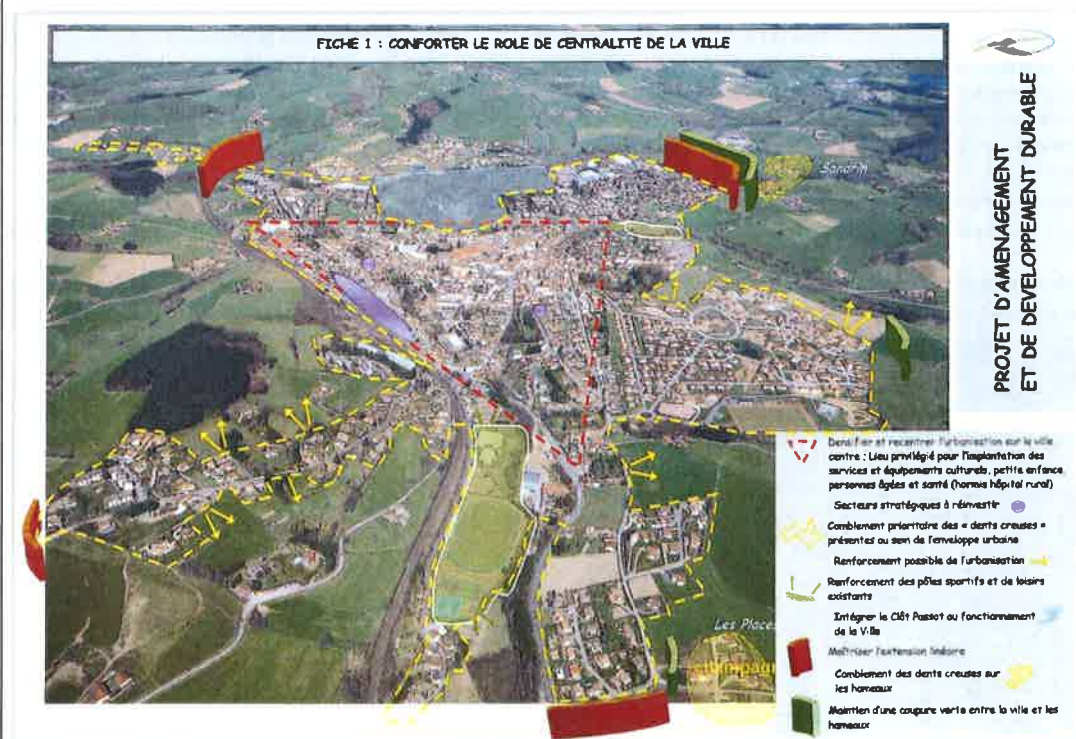 FICHE 1 : CONFORTER LE ROLE DE CENTRALITE DE LA VILLE
PROJET D'AMENAGEMENT
ET DE DEVELOPPEMENT DURABLE
Sanarin
Les Places
champagn
Densifier et recentrer l'urbanisation sur la ville
centre : Lieu privilégié pour l'implantation des
services et équipements culturels, petite enfance
personnes âgées et santé (hormis hôpital rural)
Secteurs stratégiques à réinvestir
Comblement prioritaire des « dents creuses »
présentes au sein de l'enveloppe urbaine
Renforcement possible de l'urbanisation
Renforcement des pôles sportifs et de loisirs
existants
Intégrer le Clôt Passot au fonctionnement
de la Ville
Maîtriser l'extension linéaire
Comblement des dents creuses sur
les hameaux
Maintien d'une coupure verte entre la ville et les
hameaux